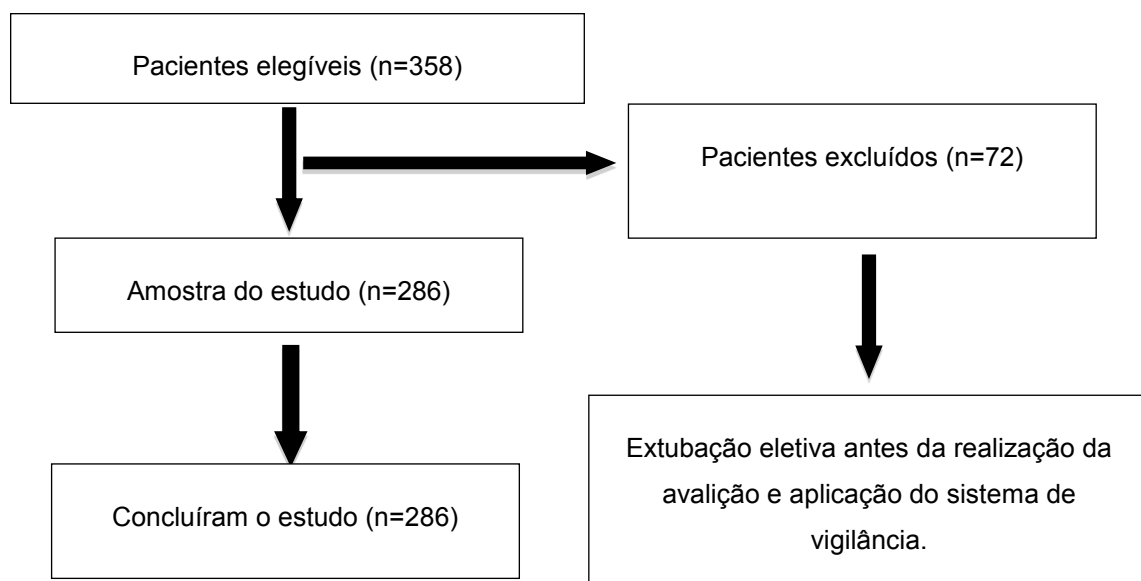 Pacientes elegíveis (n=358)
Pacientes excluídos (n=72)
Amostra do estudo (n=286)
Extubação eletiva antes da realização da
avalição e aplicação do sistema de
vigilância.
Concluíram o estudo (n=286)